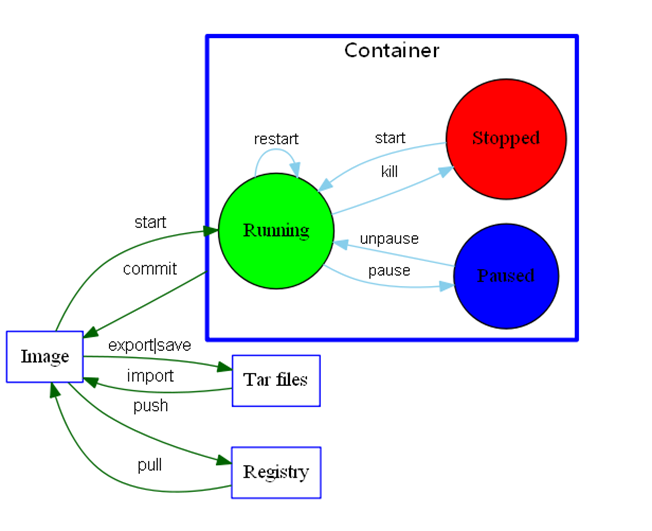 Container
restart
start
Stopped
kill
start
Running
unpause
commit
pause
Paused
export|save
Image
import
Tar files
push
pull
Registry